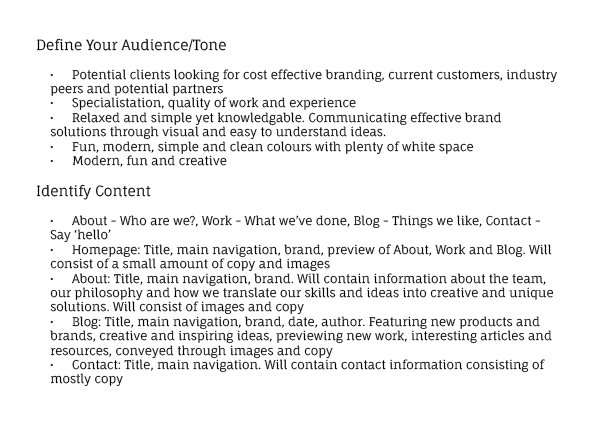 Define Your Audience/Tone
· Potential clients looking for cost effective branding, current customers, industry
peers and potential partners
· Specialistation, quality of work and experience
· Relaxed and simple yet knowledgable. Communicating effective brand
solutions through visual and easy to understand ideas.
· Fun, modern, simple and clean colours with plenty of white space
· Modern, fun and creative
Identify Content
· About – Who are we?, Work – What we’ve done, Blog – Things we like, Contact –
Say ‘hello’
· Homepage: Title, main navigation, brand, preview of About, Work and Blog. Will
consist of a small amount of copy and images
· About: Title, main navigation, brand. Will contain information about the team,
our philosophy and how we translate our skills and ideas into creative and unique
solutions. Will consist of images and copy
· Blog: Title, main navigation, brand, date, author. Featuring new products and
brands, creative and inspiring ideas, previewing new work, interesting articles and
resources, conveyed through images and copy
· Contact: Title, main navigation. Will contain contact information consisting of
mostly copy